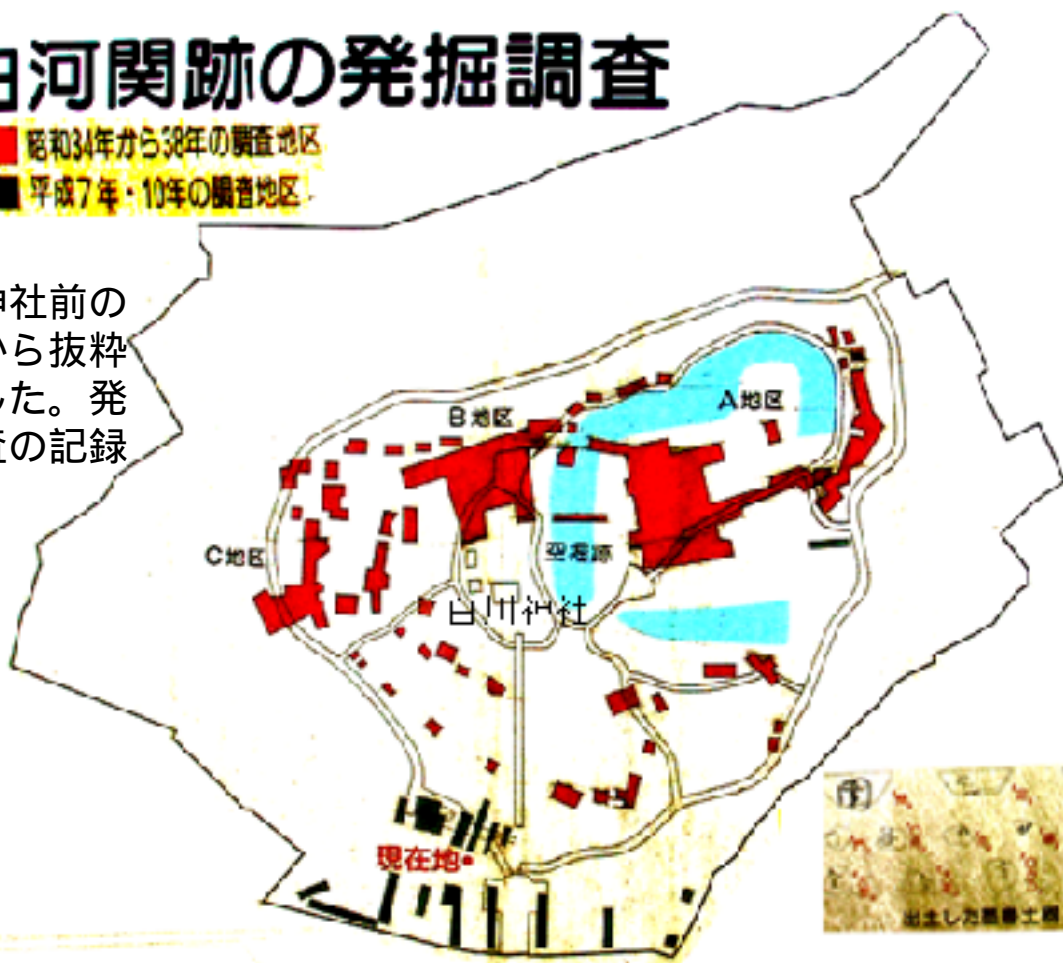 白河関跡の発掘調査
昭和34年から38年の調査地区
平成7年・10年の調査地区
神社前の
から抜粋
した。発
査の記録
A地区
B地区
空堀跡
C地区
白川神社
現在地
出土した墨書土器